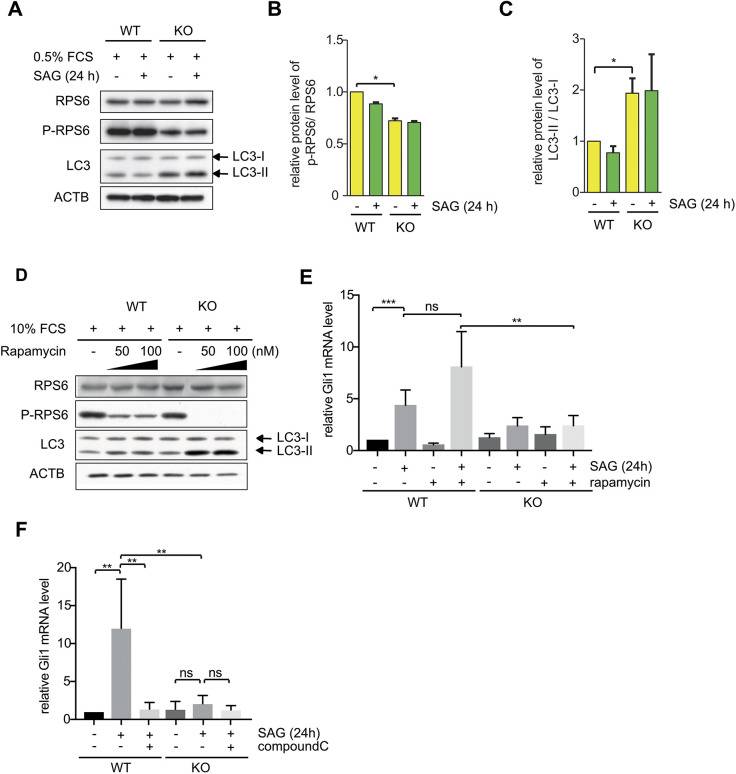 A
WT KO
0.5% FCS + + + +
SAG (24 h) - + - +
RPS6
P-RPS6
LC3
LC3-I
LC3-II
ACTB
B
relative protein level of
p-RPS6/ RPS6
1.5
1.0
0.5
0.0
*
- + - + SAG (24 h)
WT KO
C
relative protein level of
LC3-II / LC3-I
3
2
1
0
*
- + - + SAG (24 h)
WT KO
D
WT KO
10% FCS + + + + + +
Rapamycin - 50 100 - 50 100 (nM)
RPS6
P-RPS6
LC3
LC3-I
LC3-II
ACTB
E
relative Gli1 mRNA level
15
10
5
0
*** ns
**
- + - + - + - + SAG (24h)
- - + + - - + + rapamycin
WT KO
F
relative Gli1 mRNA level
20
15
10
5
0
**
** **
ns ns
- + + - + + SAG (24h)
- - + - - + compoundC
WT KO